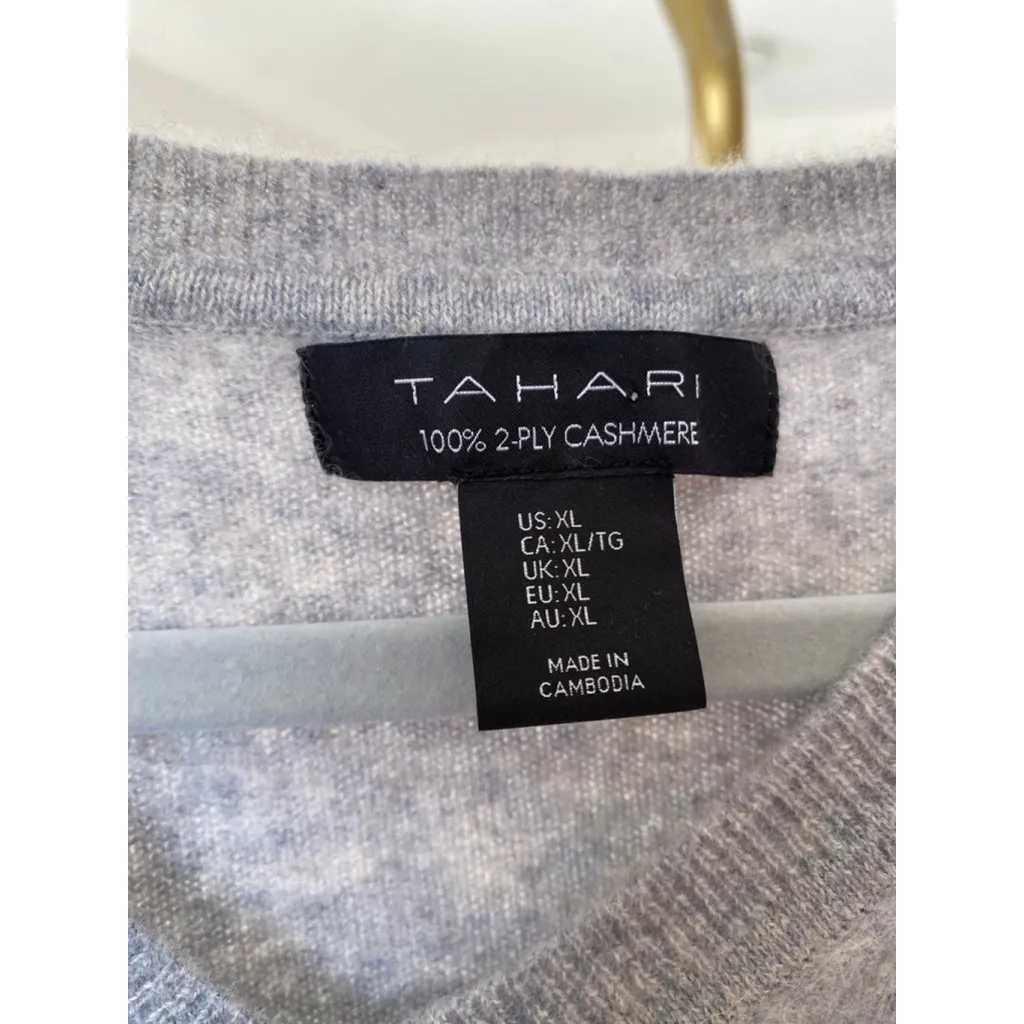 TAHARI
100% 2-PLY CASHMERE
US: XL
CA: XL/TG
UK: XL
EU: XL
AU: XL
MADE IN
CAMBODIA